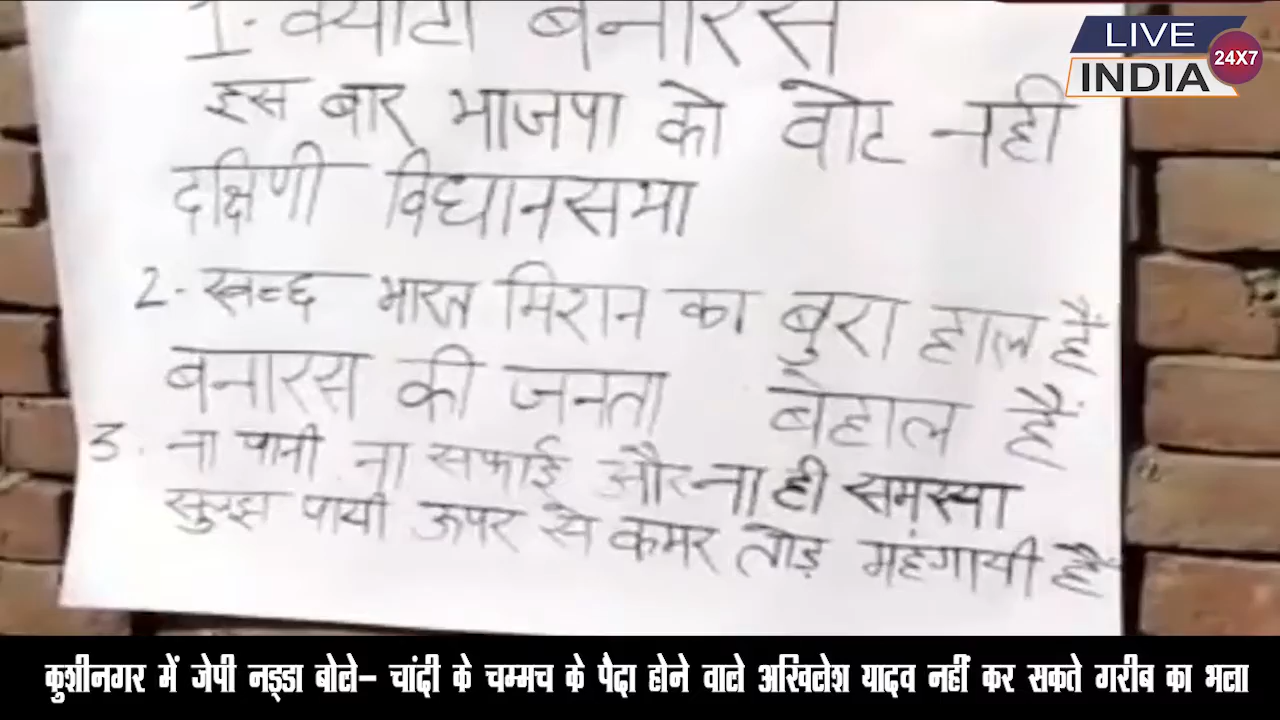 1. क्योटो बनारस
इस बार भाजपा को वोट नही
दक्षिणी विधानसभा
2. स्वच्छ भारत मिशन का बुरा हाल हैं
बनारस की जनता बेहाल हैं
3. ना पानी ना सफाई और ना ही समस्या
सुलझ पायी ऊपर से कमर तोड़ महंगायी हैं
LIVE
INDIA
24X7
कुशीनगर में जेपी नड्डा बोले- चांदी के चम्मच के पैदा होने वाले अखिलेश यादव नहीं कर सकते गरीब का भला